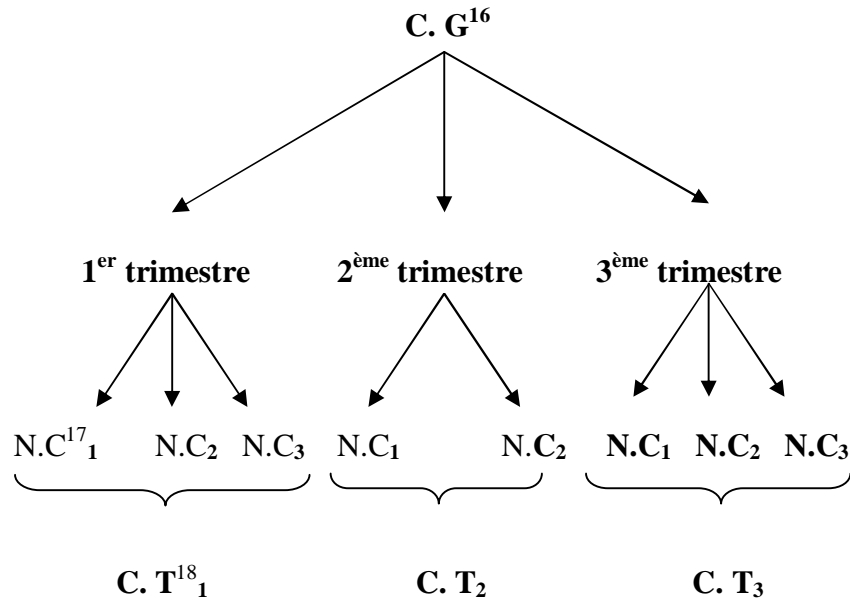 C. G¹⁶
1ᵉʳ trimestre 2ᵉ̀ᵐᵉ trimestre 3ᵉ̀ᵐᵉ trimestre
N.C¹⁷₁ N.C₂ N.C₃ N.C₁ N.C₂ N.C₁ N.C₂ N.C₃
C. T¹⁸₁ C. T₂ C. T₃